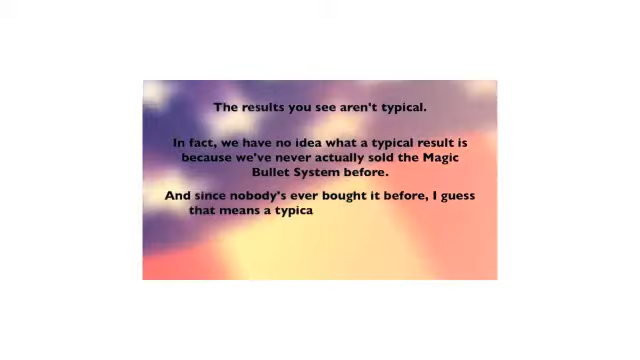 The results you see aren't typical.
In fact, we have no idea what a typical result is
because we've never actually sold the Magic
Bullet System before.
And since nobody's ever bought it before, I guess
that means a typica